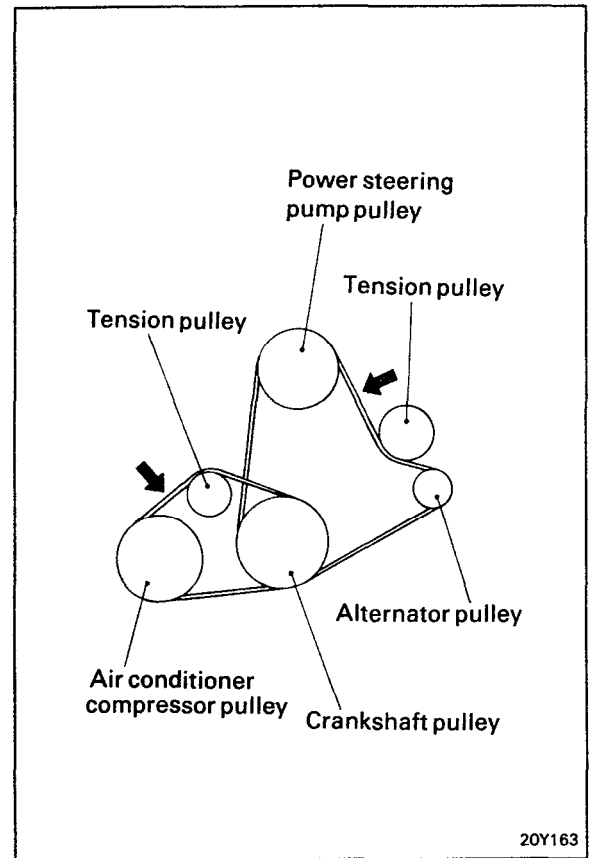 Power steering
pump pulley
Tension pulley
Tension pulley
Alternator pulley
Air conditioner
compressor pulley
Crankshaft pulley
20Y163